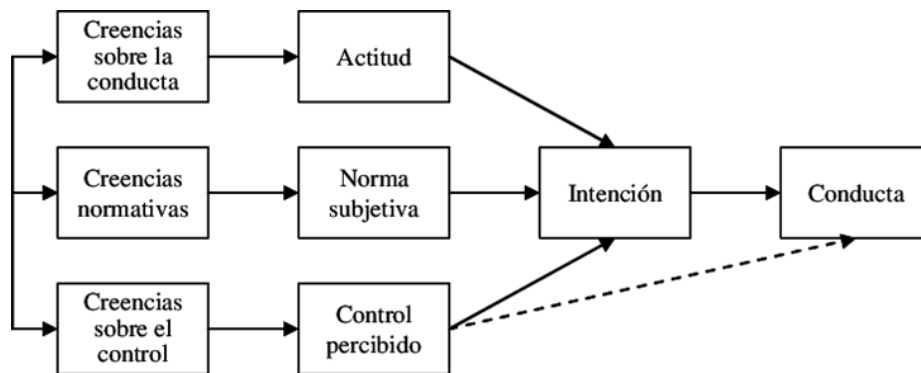 Creencias
sobre la
conducta
Actitud
Creencias
normativas
Norma
subjetiva
Intención
Conducta
Creencias
sobre el
control
Control
percibido